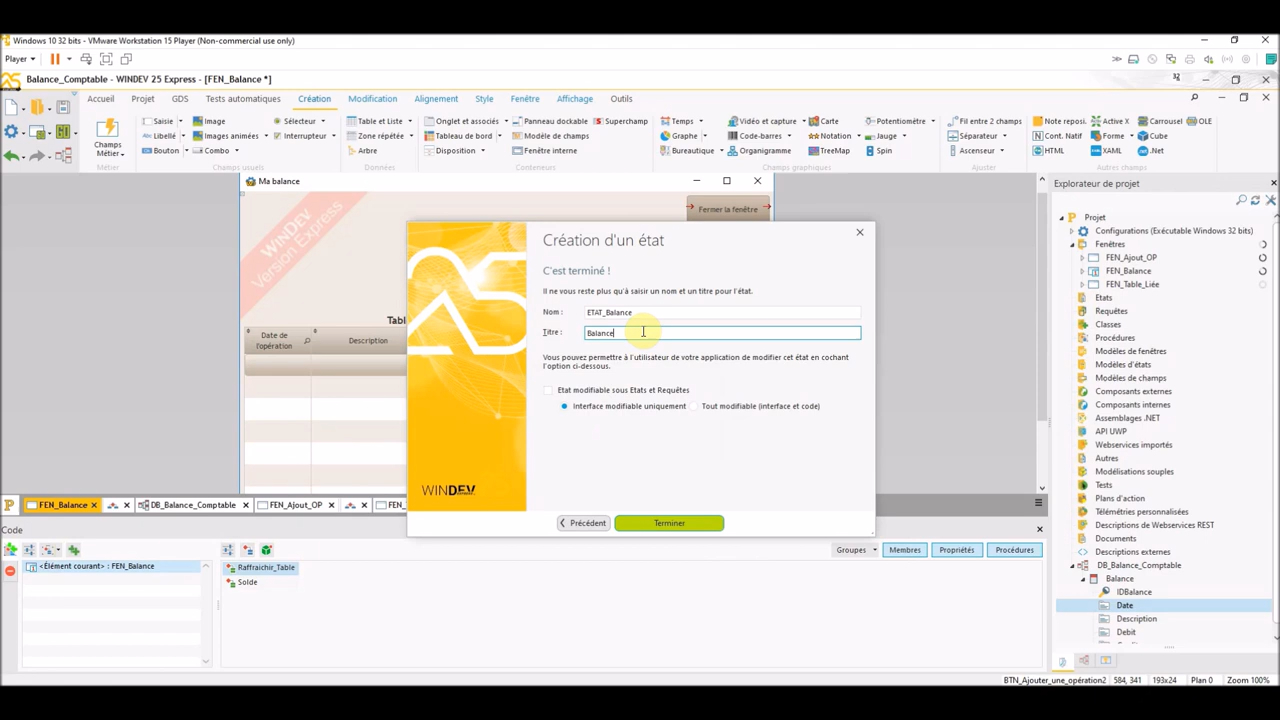 Windows 10 32 bits - VMware Workstation 15 Player (Non-commercial use only)
Player
Balance_Comptable - WINDEV 25 Express - [FEN_Balance *]
32
Accueil Projet GDS Tests automatiques Création Modification Alignement Style Fenêtre Affichage Outils
Saisie Image Sélecteur Table et Liste Onglet et associés Panneau dockable Superchamp Temps Vidéo et capture Carte Potentiomètre Fil entre 2 champs Note reposi. Active X Carrousel OLE
Champs Métier
Libellé Images animées Interrupteur Zone répétée Tableau de bord Modèle de champs Graphe Code-barres Notation Jauge Séparateur Cont. Natif Forme Cube
Bouton Combo Arbre Disposition Fenêtre interne Bureautique Organigramme TreeMap Spin Ascenseur HTML XAML .Net
Métier Champs usuels Données Conteneurs Champs graphiques Ajuster Autres champs
Ma balance
Fermer la fenêtre
WINDEV
Version Express
Tabl
Date de l'opération
Description
Création d'un état
C'est terminé !
Il ne vous reste plus qu'à saisir un nom et un titre pour l'état.
Nom : ETAT_Balance
Titre : Balance
Vous pouvez permettre à l'utilisateur de votre application de modifier cet état en cochant
l'option ci-dessous.
Etat modifiable sous Etats et Requêtes
Interface modifiable uniquement Tout modifiable (interface et code)
WINDEV
Précédent Terminer
Explorateur de projet
Projet
Configurations (Exécutable Windows 32 bits)
Fenêtres
FEN_Ajout_OP
FEN_Balance
FEN_Table_Liée
Etats
Requêtes
Classes
Procédures
Modèles de fenêtres
Modèles d'états
Modèles de champs
Composants externes
Composants internes
Assemblages .NET
API UWP
Webservices importés
Autres
Modélisations souples
Tests
Plans d'action
Télémétries personnalisées
Descriptions de Webservices REST
Documents
Descriptions externes
DB_Balance_Comptable
Balance
IDBalance
Date
Description
Debit
FEN_Balance DB_Balance_Comptable FEN_Ajout_OP
Code
Groupes Membres Propriétés Procédures
<Élément courant> : FEN_Balance
Raffraichir_Table
Solde
BTN_Ajouter_une_opération2 584, 341 193x24 Plan 0 Zoom 100%